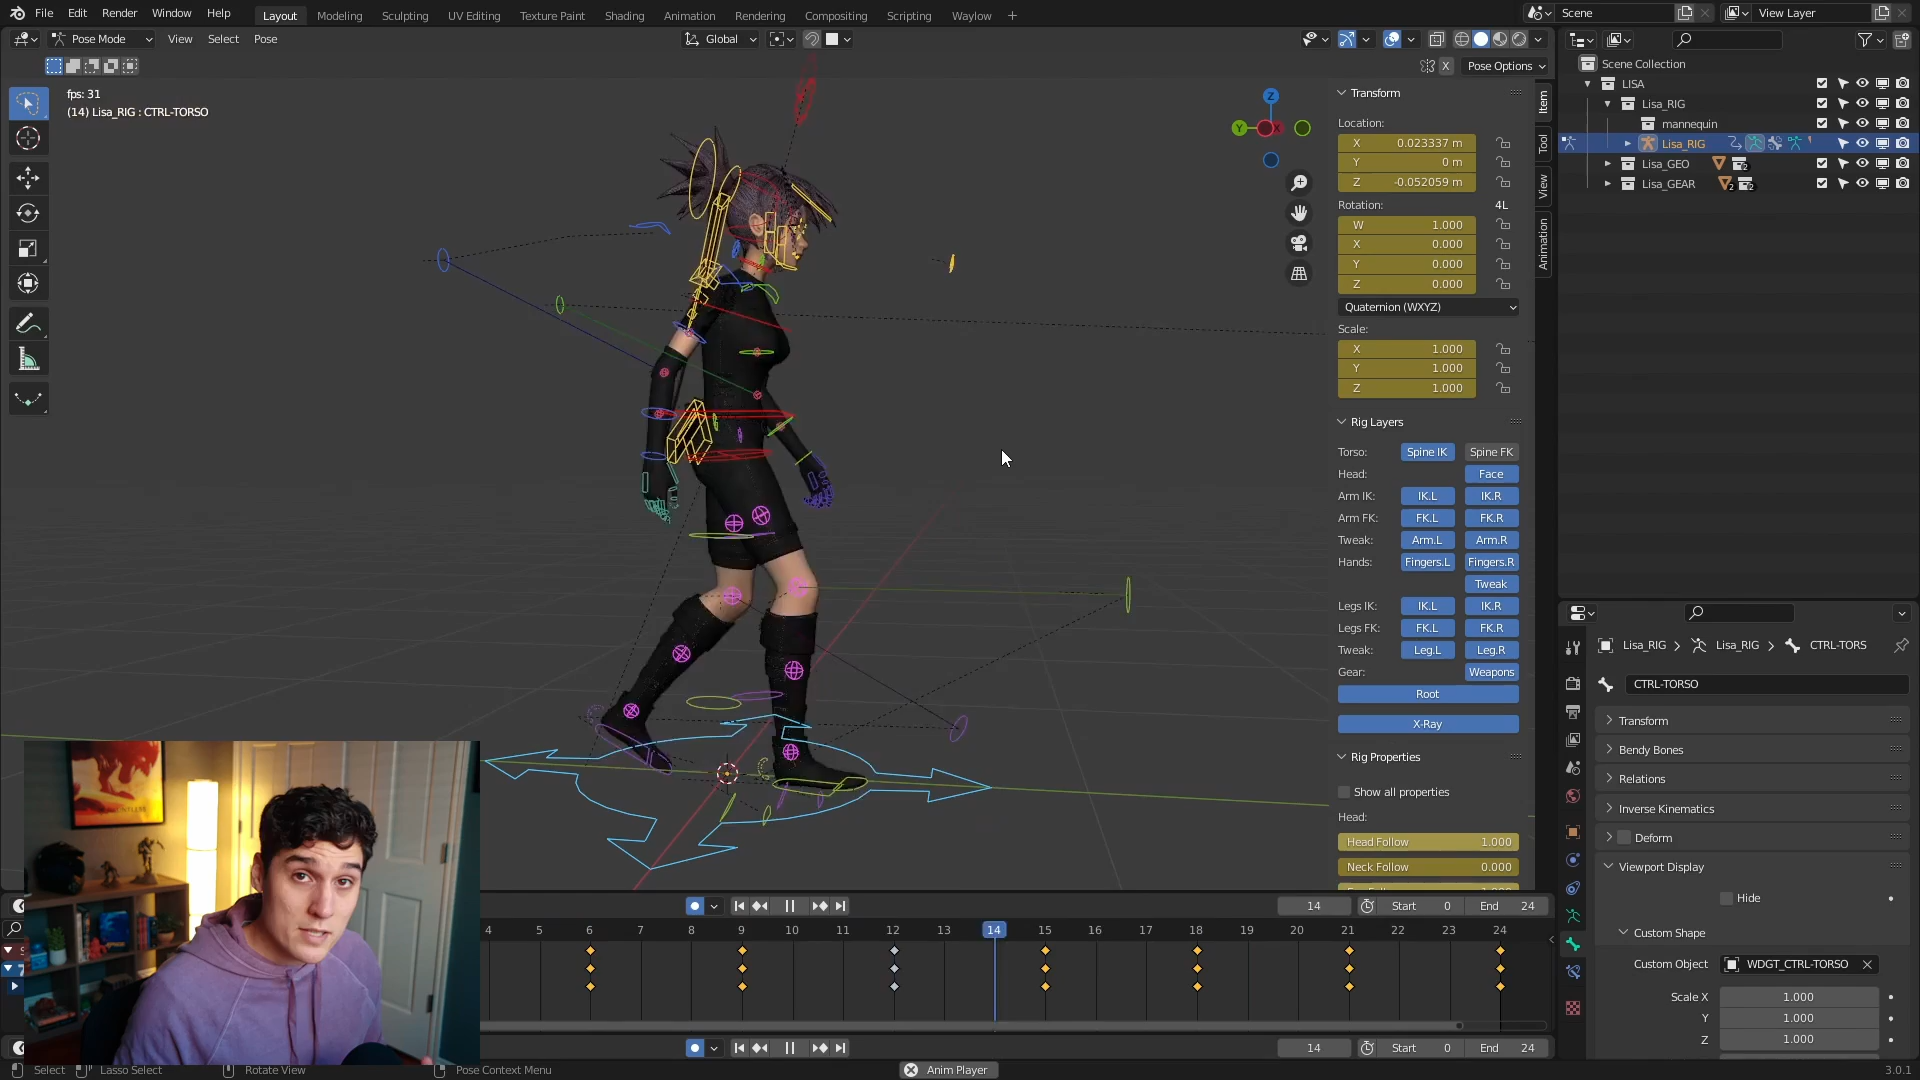 File Edit Render Window Help
Layout Modeling Sculpting UV Editing Texture Paint Shading Animation Rendering Compositing Scripting Waylow +
Scene
View Layer
Pose Mode View Select Pose
Global
X Pose Options
fps: 31
(14) Lisa_RIG : CTRL-TORSO
Z
Y X
Item
Tool
View
Animation
Transform
Location:
X 0.023337 m
Y 0 m
Z -0.052059 m
Rotation: 4L
W 1.000
X 0.000
Y 0.000
Z 0.000
Quaternion (WXYZ)
Scale:
X 1.000
Y 1.000
Z 1.000
Rig Layers
Torso: Spine IK Spine FK
Head: Face
Arm IK: IK.L IK.R
Arm FK: FK.L FK.R
Tweak: Arm.L Arm.R
Hands: Fingers.L Fingers.R
Tweak
Legs IK: IK.L IK.R
Legs FK: FK.L FK.R
Tweak: Leg.L Leg.R
Gear: Weapons
Root
X-Ray
Rig Properties
Show all properties
Head:
Head Follow 1.000
Neck Follow 0.000
Scene Collection
LISA
Lisa_RIG
mannequin
Lisa_RIG
Lisa_GEO 2
Lisa_GEAR 2 2
Lisa_RIG > Lisa_RIG > CTRL-TORS
CTRL-TORSO
Transform
Bendy Bones
Relations
Inverse Kinematics
Deform
Viewport Display
Hide
Custom Shape
Custom Object WDGT_CTRL-TORSO
Scale X 1.000
Y 1.000
Z 1.000
14 Start 0 End 24
4 5 6 7 8 9 10 11 12 13 14 15 16 17 18 19 20 21 22 23 24
14 Start 0 End 24
Select Lasso Select Rotate View Pose Context Menu Anim Player 3.0.1